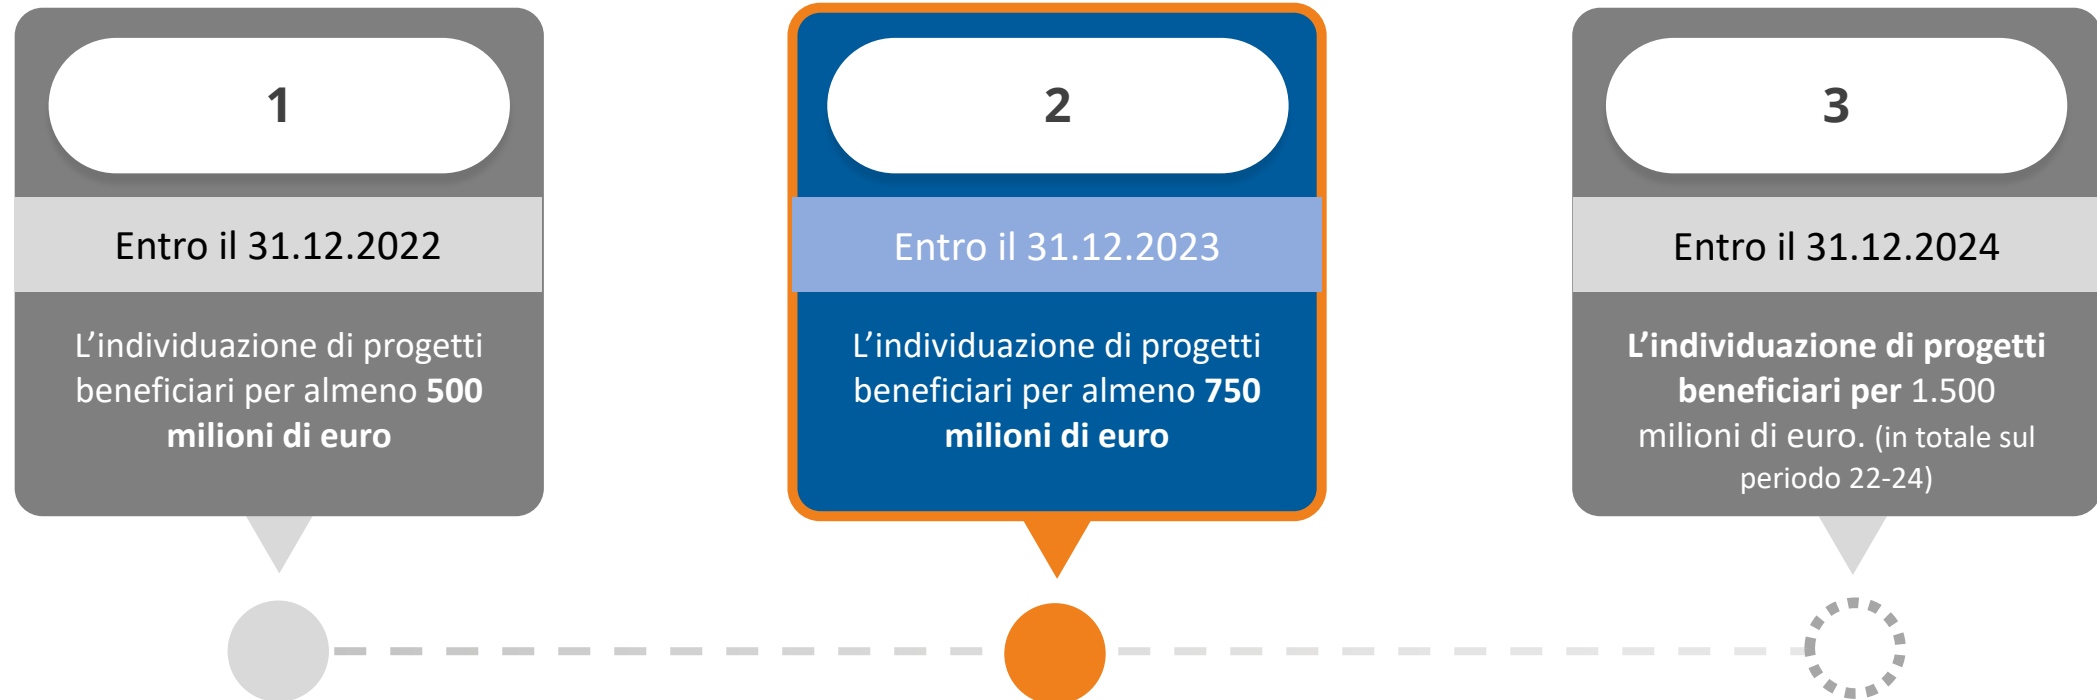 1
Entro il 31.12.2022
L’individuazione di progetti
beneficiari per almeno 500
milioni di euro
2
Entro il 31.12.2023
L’individuazione di progetti
beneficiari per almeno 750
milioni di euro
3
Entro il 31.12.2024
L’individuazione di progetti
beneficiari per 1.500
milioni di euro. (in totale sul
periodo 22-24)